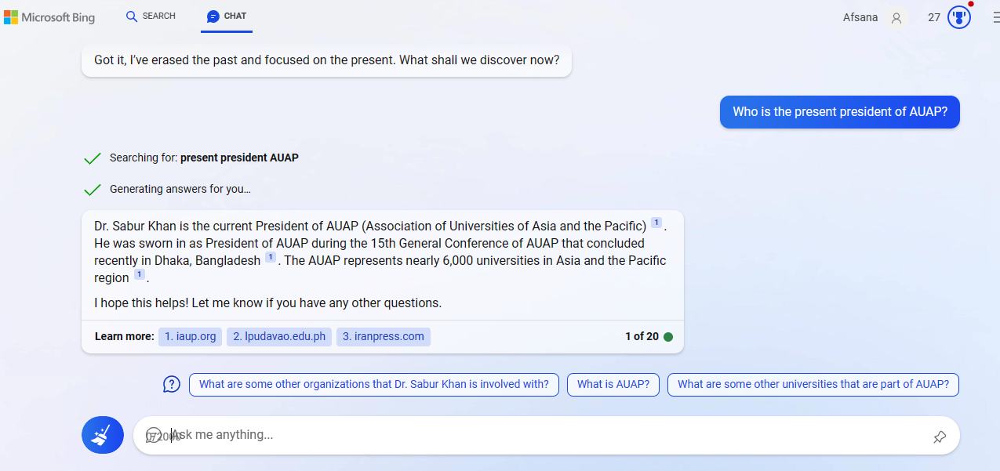 Microsoft Bing
SEARCH
CHAT
Afsana
27
Got it, I've erased the past and focused on the present. What shall we discover now?
Who is the present president of AUAP?
Searching for: present president AUAP
Generating answers for you…
Dr. Sabur Khan is the current President of AUAP (Association of Universities of Asia and the Pacific) 1 .
He was sworn in as President of AUAP during the 15th General Conference of AUAP that concluded
recently in Dhaka, Bangladesh 1 . The AUAP represents nearly 6,000 universities in Asia and the Pacific
region 1 .
I hope this helps! Let me know if you have any other questions.
Learn more: 1. iaup.org 2. lpudavao.edu.ph 3. iranpress.com 1 of 20
What are some other organizations that Dr. Sabur Khan is involved with? What is AUAP? What are some other universities that are part of AUAP?
0/2000 Ask me anything...